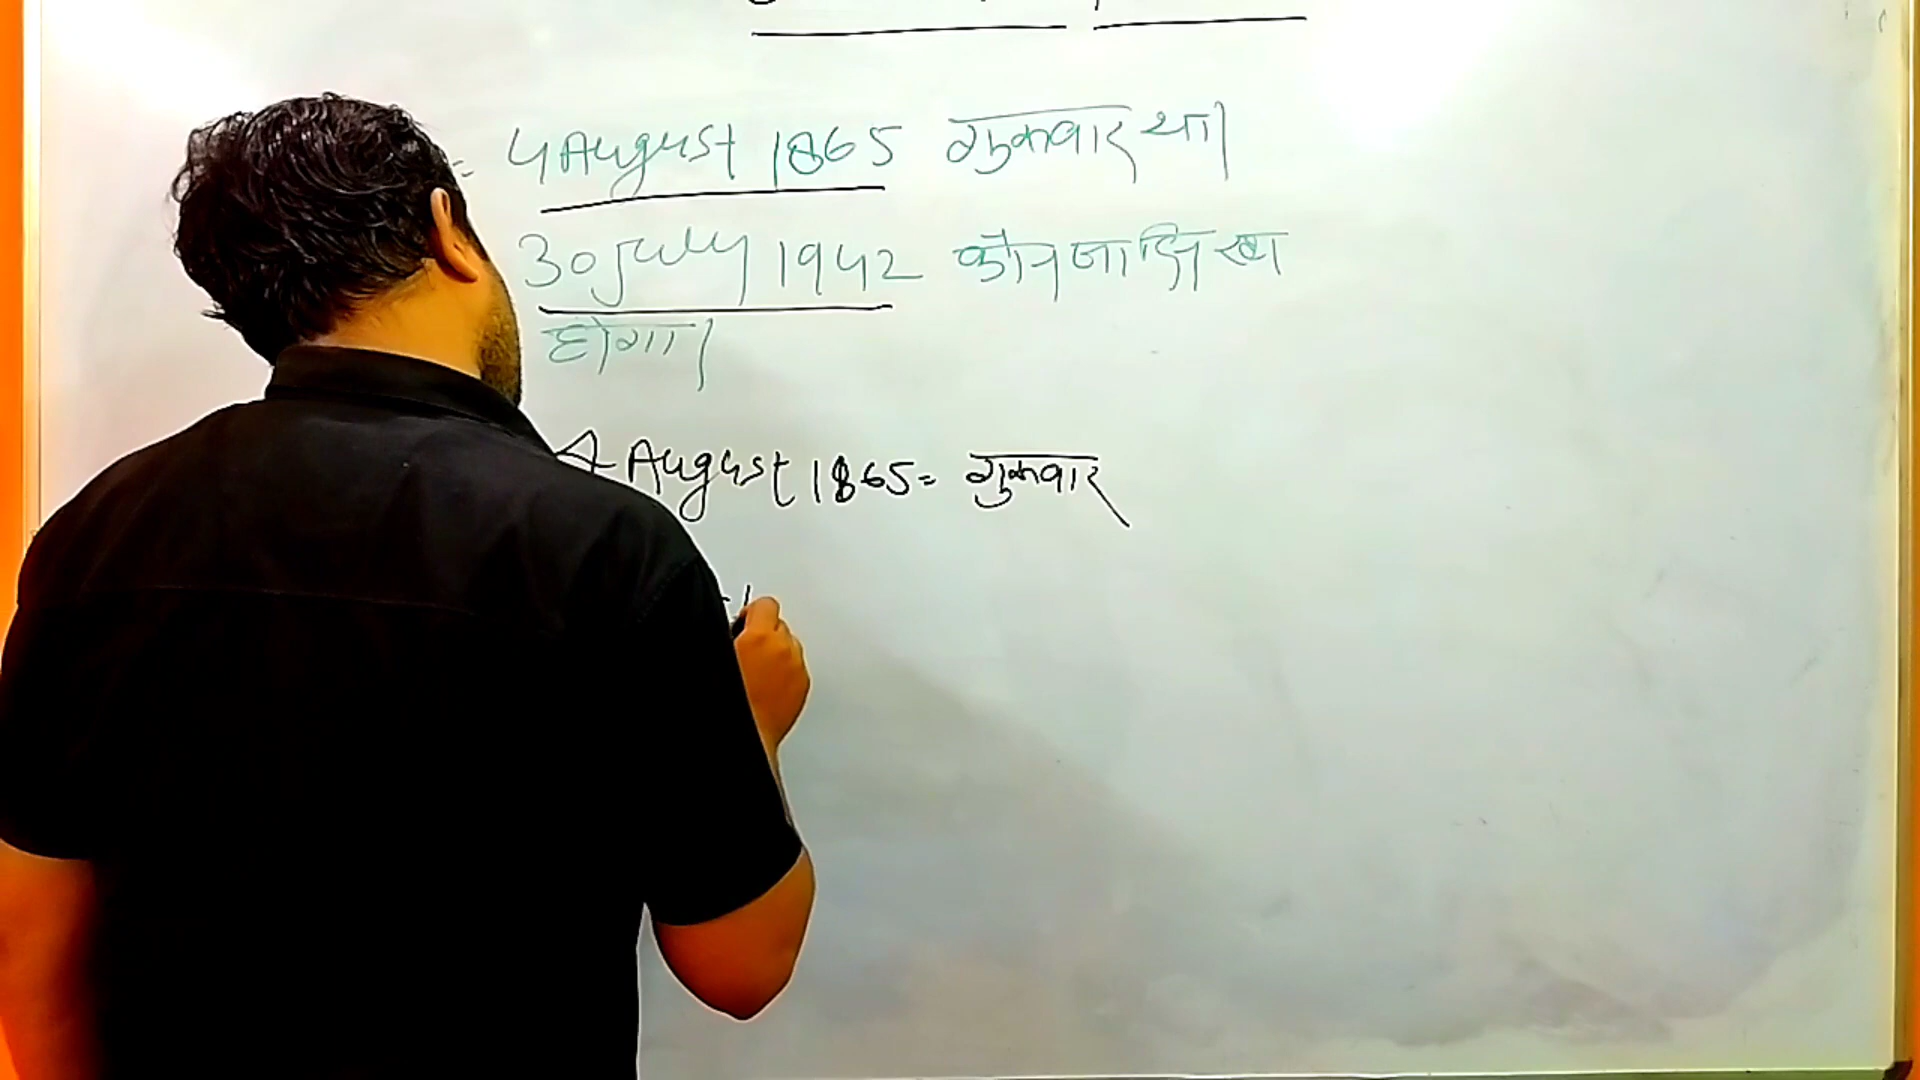 = 4 August 1865 शुक्रवार था।
30 July 1942 कौन सा दिन
होगा।
4 August 1865 = शुक्रवार